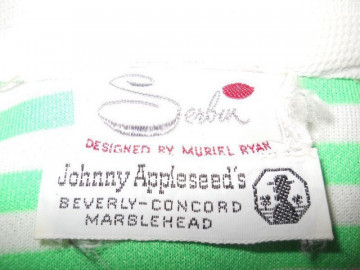 Serbin
DESIGNED BY MURIEL RYAN
Johnny Appleseed's
BEVERLY-CONCORD
MARBLEHEAD